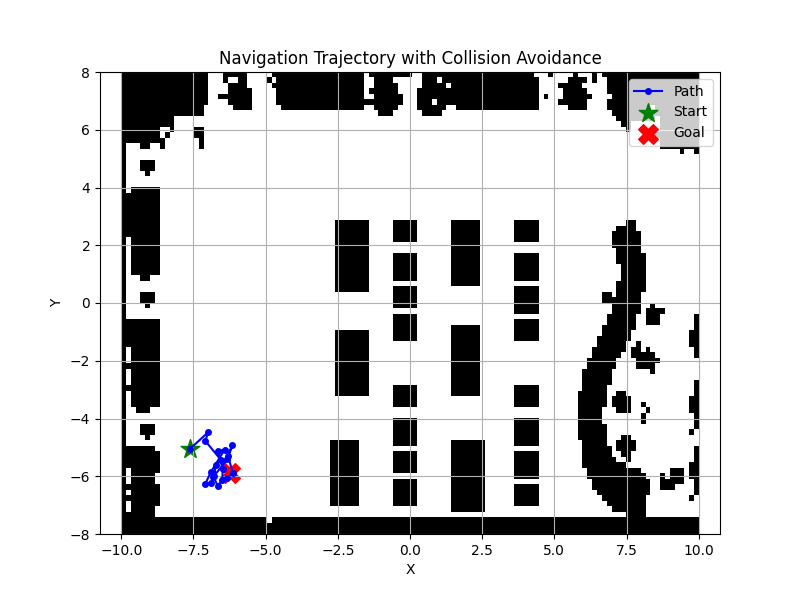 Navigation Trajectory with Collision Avoidance
Path
Start
Goal
8
6
4
2
0
−2
−4
−6
−8
Y
−10.0 −7.5 −5.0 −2.5 0.0 2.5 5.0 7.5 10.0
X